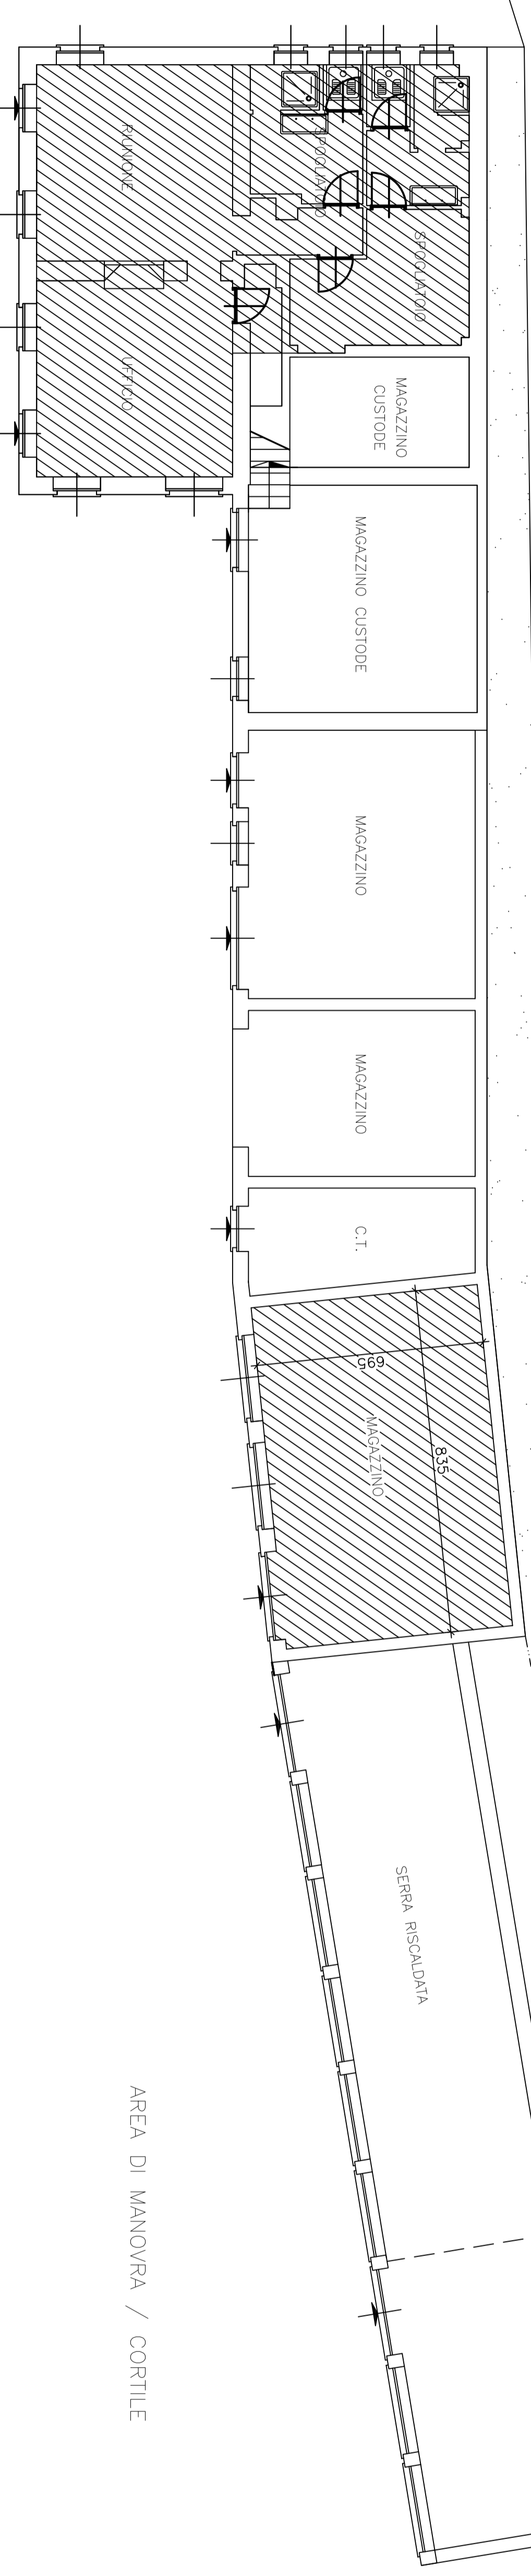 RIUNIONE
SPOGLIATOIO
SPOGLIATOIO
UFFICIO
MAGAZZINO
CUSTODE
MAGAZZINO CUSTODE
MAGAZZINO
MAGAZZINO
C.T.
695
835
MAGAZZINO
SERRA RISCALDATA
AREA DI MANOVRA / CORTILE